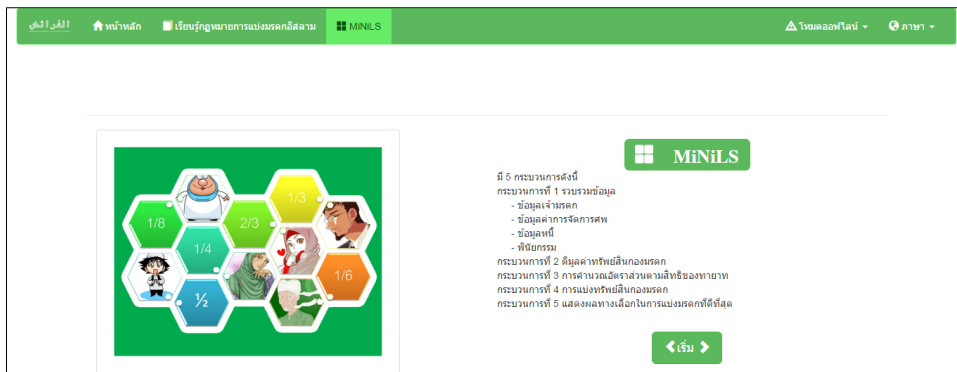 الفرائض
หน้าหลัก
เรียนรู้กฎหมายการแบ่งมรดกอิสลาม
MiNiLS
โหมดออฟไลน์
ภาษา
1/8
1/4
½
2/3
1/3
1/6
MiNiLS
มี 5 กระบวนการดังนี้
กระบวนการที่ 1 รวบรวมข้อมูล
- ข้อมูลเจ้ามรดก
- ข้อมูลค่าการจัดการศพ
- ข้อมูลหนี้
- พินัยกรรม
กระบวนการที่ 2 ตีมูลค่าทรัพย์สินกองมรดก
กระบวนการที่ 3 การคำนวณอัตราส่วนตามสิทธิของทายาท
กระบวนการที่ 4 การแบ่งทรัพย์สินกองมรดก
กระบวนการที่ 5 แสดงผลทางเลือกในการแบ่งมรดกที่ดีที่สุด
เริ่ม